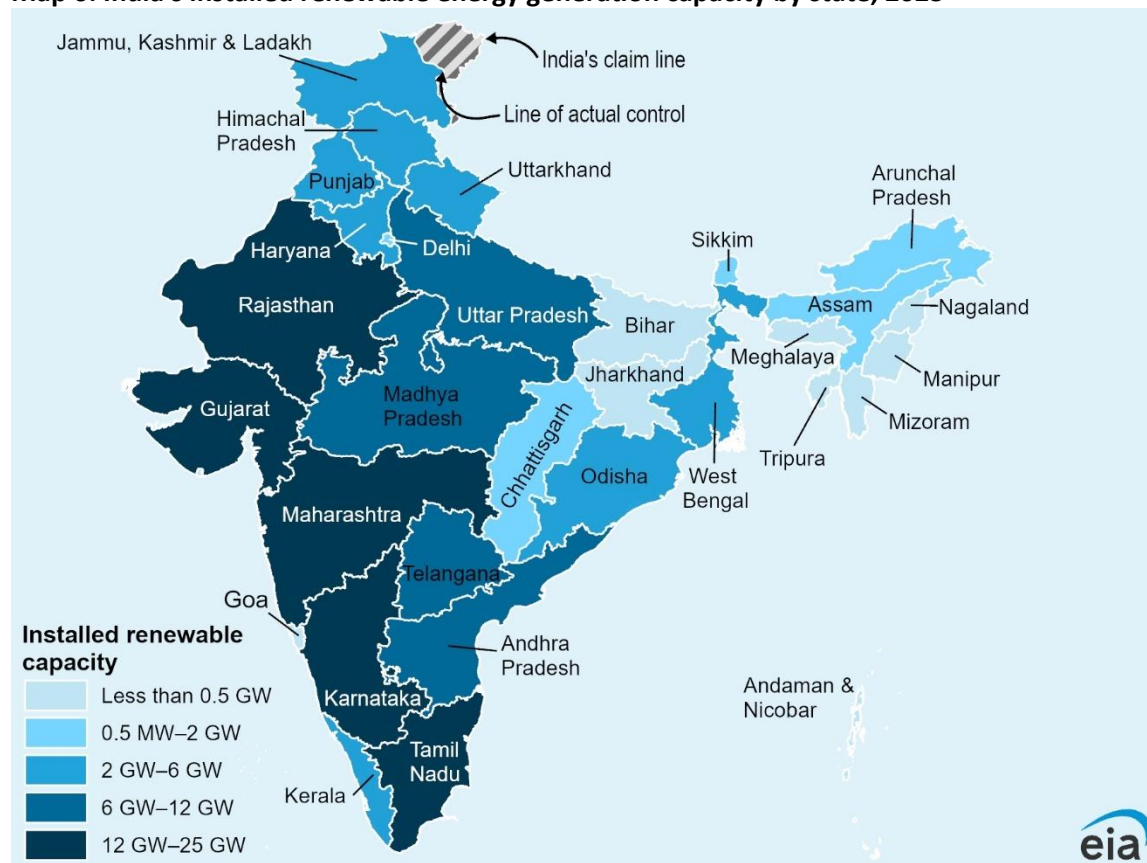 Jammu, Kashmir & Ladakh
India's claim line
Line of actual control
Himachal
Pradesh
Punjab
Uttarkhand
Arunchal
Pradesh
Haryana
Delhi
Sikkim
Rajasthan
Uttar Pradesh
Bihar
Assam
Nagaland
Meghalaya
Jharkhand
Manipur
Madhya
Pradesh
Gujarat
Mizoram
Chhattisgarh
Tripura
Odisha
West
Bengal
Maharashtra
Telangana
Goa
Andhra
Pradesh
Karnataka
Andaman &
Nicobar
Tamil
Nadu
Kerala
Installed renewable
capacity
Less than 0.5 GW
0.5 MW–2 GW
2 GW–6 GW
6 GW–12 GW
12 GW–25 GW
eia